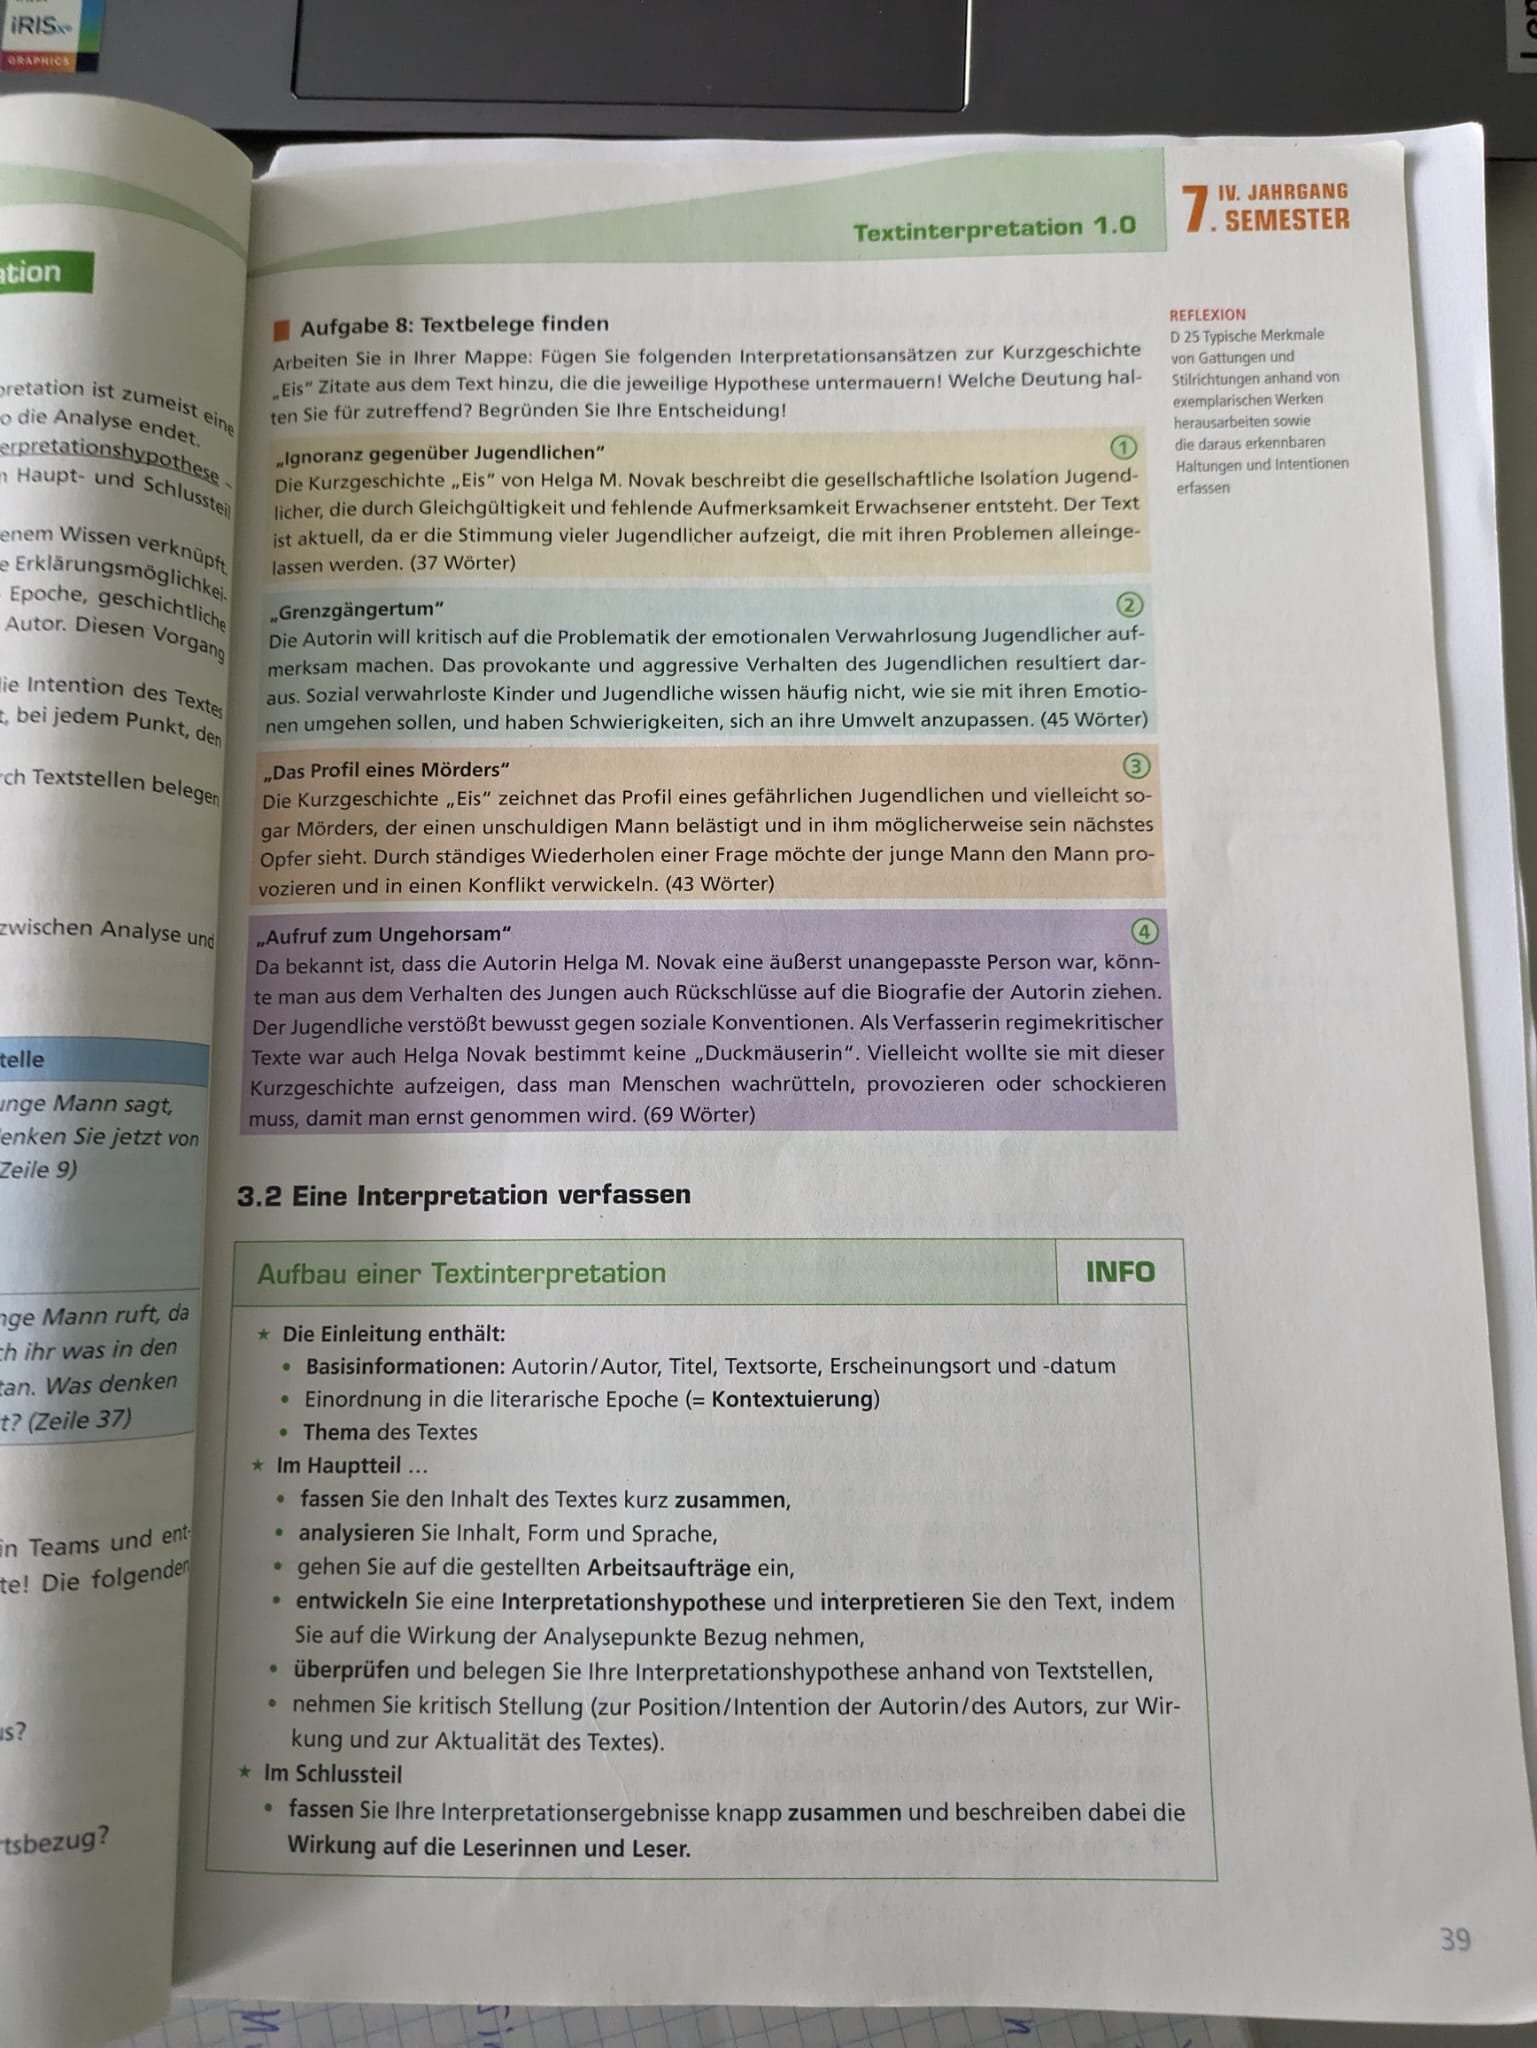 iRIS
GRAPHICS
ation
pretation ist zumeist eine
o die Analyse endet.
erpretationshypothese -
Haupt- und Schlussteil
enem Wissen verknüpft.
e Erklärungsmöglichkei-
Epoche, geschichtliche
Autor. Diesen Vorgang
die Intention des Textes
t, bei jedem Punkt, den
rch Textstellen belegen
zwischen Analyse und
telle
unge Mann sagt,
enken Sie jetzt von
Zeile 9)
nge Mann ruft, da
ch ihr was in den
tan. Was denken
t? (Zeile 37)
in Teams und ent-
te! Die folgenden
us?
rtsbezug?
Textinterpretation 1.0
7. IV. JAHRGANG
SEMESTER
Aufgabe 8: Textbelege finden
Arbeiten Sie in Ihrer Mappe: Fügen Sie folgenden Interpretationsansätzen zur Kurzgeschichte
„Eis“ Zitate aus dem Text hinzu, die die jeweilige Hypothese untermauern! Welche Deutung hal-
ten Sie für zutreffend? Begründen Sie Ihre Entscheidung!
REFLEXION
D 25 Typische Merkmale
von Gattungen und
Stilrichtungen anhand von
exemplarischen Werken
herausarbeiten sowie
die daraus erkennbaren
Haltungen und Intentionen
erfassen
„Ignoranz gegenüber Jugendlichen“ 1
Die Kurzgeschichte „Eis“ von Helga M. Novak beschreibt die gesellschaftliche Isolation Jugend-
licher, die durch Gleichgültigkeit und fehlende Aufmerksamkeit Erwachsener entsteht. Der Text
ist aktuell, da er die Stimmung vieler Jugendlicher aufzeigt, die mit ihren Problemen alleinge-
lassen werden. (37 Wörter)
„Grenzgängertum“ 2
Die Autorin will kritisch auf die Problematik der emotionalen Verwahrlosung Jugendlicher auf-
merksam machen. Das provokante und aggressive Verhalten des Jugendlichen resultiert dar-
aus. Sozial verwahrloste Kinder und Jugendliche wissen häufig nicht, wie sie mit ihren Emotio-
nen umgehen sollen, und haben Schwierigkeiten, sich an ihre Umwelt anzupassen. (45 Wörter)
„Das Profil eines Mörders“ 3
Die Kurzgeschichte „Eis“ zeichnet das Profil eines gefährlichen Jugendlichen und vielleicht so-
gar Mörders, der einen unschuldigen Mann belästigt und in ihm möglicherweise sein nächstes
Opfer sieht. Durch ständiges Wiederholen einer Frage möchte der junge Mann den Mann pro-
vozieren und in einen Konflikt verwickeln. (43 Wörter)
„Aufruf zum Ungehorsam“ 4
Da bekannt ist, dass die Autorin Helga M. Novak eine äußerst unangepasste Person war, könn-
te man aus dem Verhalten des Jungen auch Rückschlüsse auf die Biografie der Autorin ziehen.
Der Jugendliche verstößt bewusst gegen soziale Konventionen. Als Verfasserin regimekritischer
Texte war auch Helga Novak bestimmt keine „Duckmäuserin“. Vielleicht wollte sie mit dieser
Kurzgeschichte aufzeigen, dass man Menschen wachrütteln, provozieren oder schockieren
muss, damit man ernst genommen wird. (69 Wörter)
3.2 Eine Interpretation verfassen
Aufbau einer Textinterpretation INFO
★ Die Einleitung enthält:
• Basisinformationen: Autorin/Autor, Titel, Textsorte, Erscheinungsort und -datum
• Einordnung in die literarische Epoche (= Kontextuierung)
• Thema des Textes
★ Im Hauptteil ...
• fassen Sie den Inhalt des Textes kurz zusammen,
• analysieren Sie Inhalt, Form und Sprache,
• gehen Sie auf die gestellten Arbeitsaufträge ein,
• entwickeln Sie eine Interpretationshypothese und interpretieren Sie den Text, indem
Sie auf die Wirkung der Analysepunkte Bezug nehmen,
• überprüfen und belegen Sie Ihre Interpretationshypothese anhand von Textstellen,
• nehmen Sie kritisch Stellung (zur Position/Intention der Autorin/des Autors, zur Wir-
kung und zur Aktualität des Textes).
★ Im Schlussteil
• fassen Sie Ihre Interpretationsergebnisse knapp zusammen und beschreiben dabei die
Wirkung auf die Leserinnen und Leser.
39